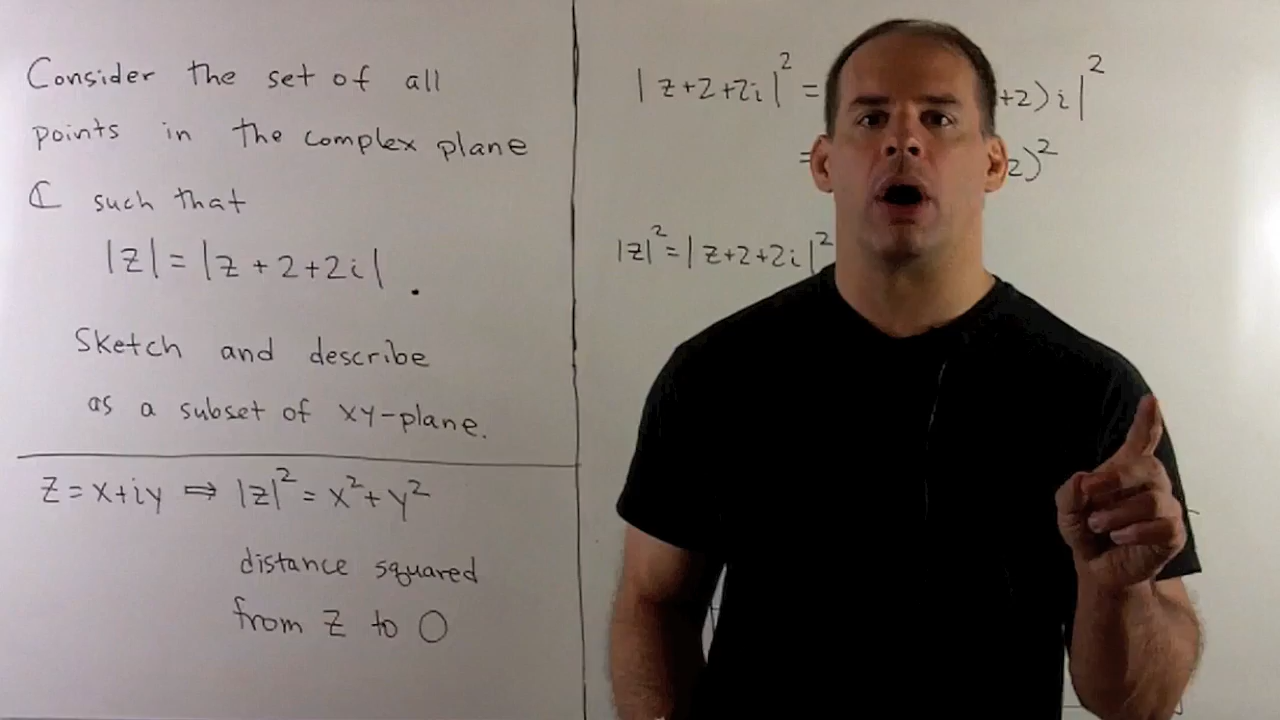 Consider the set of all
points in the complex plane
ℂ such that
|z| = |z + 2 + 2i| .
Sketch and describe
as a subset of xy-plane.
z = x+iy ⇒ |z|² = x² + y²
distance squared
from z to 0
|z+2+2i|² = +2)i|²
= 2)²
|z|² = |z+2+2i|²